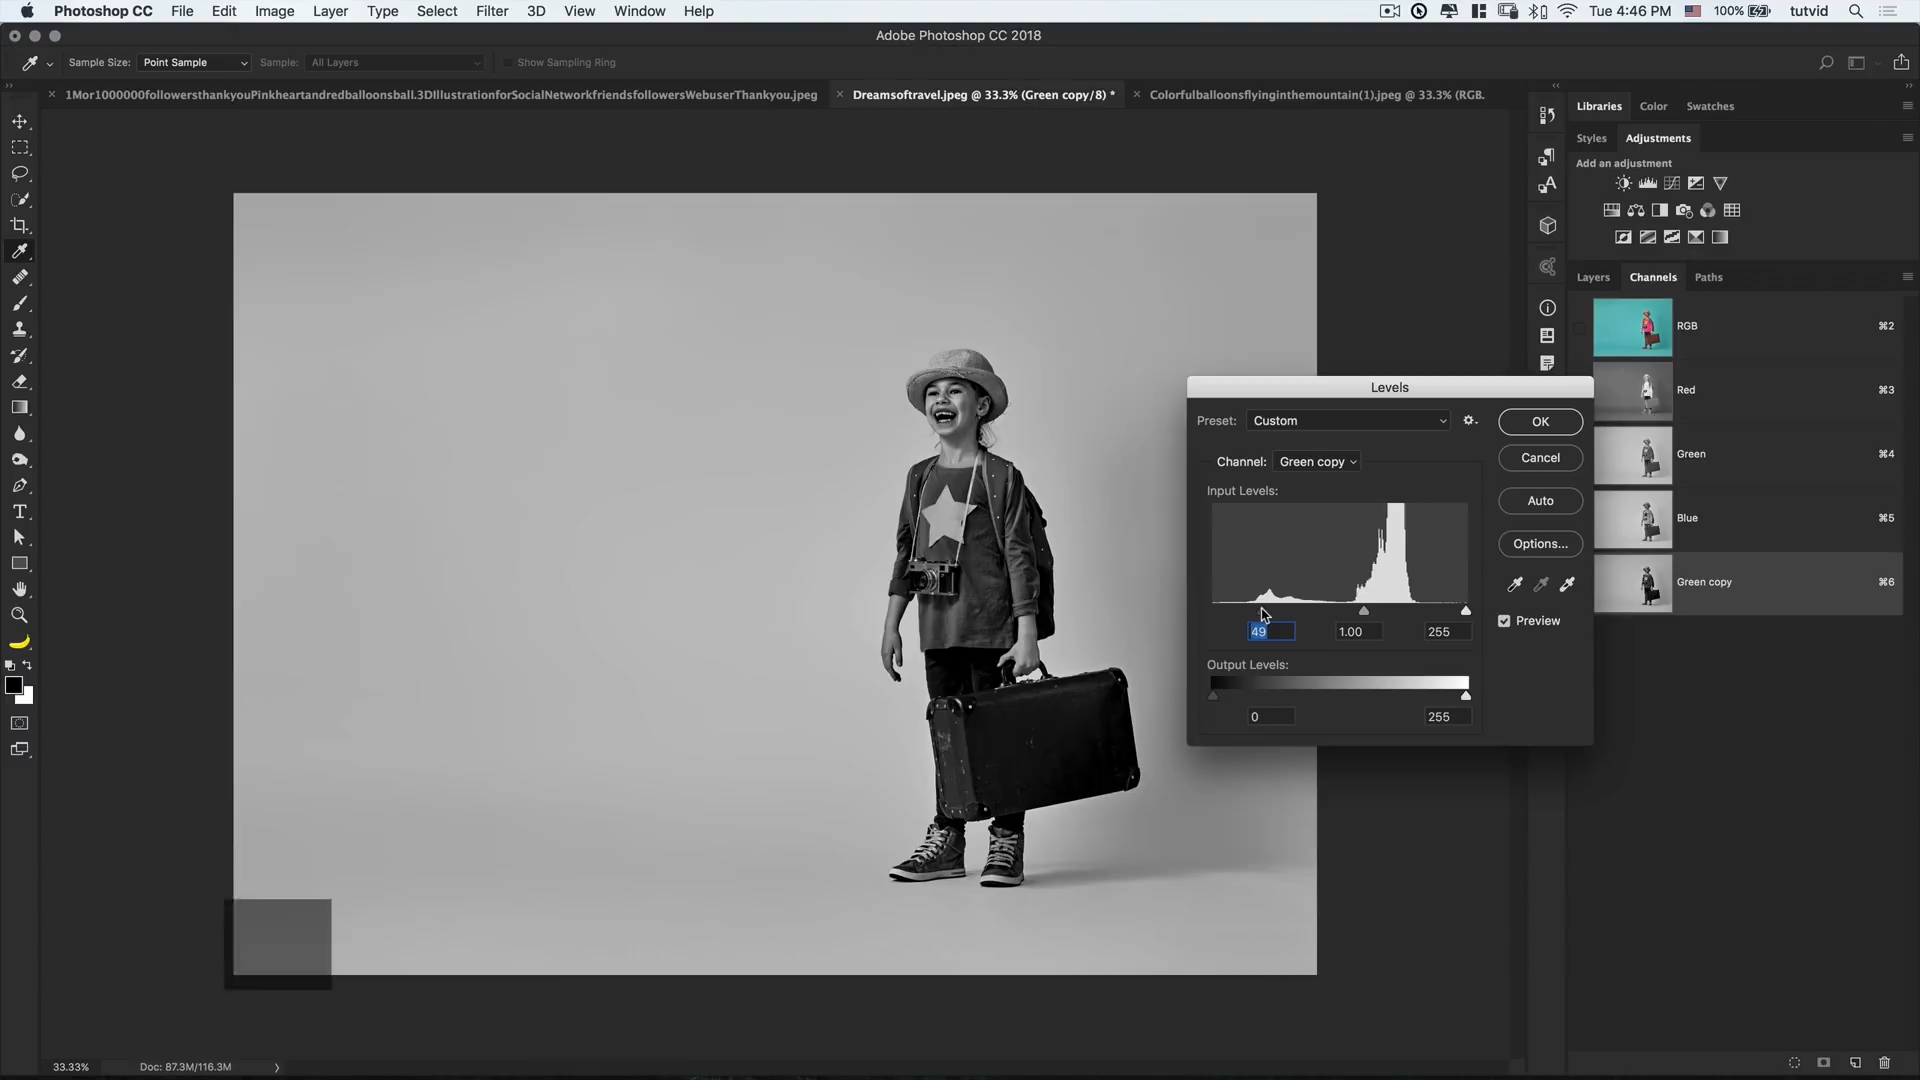 Photoshop CC File Edit Image Layer Type Select Filter 3D View Window Help Tue 4:46 PM 100% tutvid
Adobe Photoshop CC 2018
Sample Size: Point Sample Sample: All Layers Show Sampling Ring
1Mor1000000followersthankyouPinkheartandredballoonsball.3DIllustrationforSocialNetworkfriendsfollowersWebuserThankyou.jpeg
Dreamsoftravel.jpeg @ 33.3% (Green copy/8) *
Colorfulballoonsflyinginthemountain(1).jpeg @ 33.3% (RGB.
Libraries Color Swatches
Styles Adjustments
Add an adjustment
Layers Channels Paths
RGB ⌘2
Red ⌘3
Green ⌘4
Blue ⌘5
Green copy ⌘6
Levels
Preset: Custom
OK
Cancel
Auto
Options...
Preview
Channel: Green copy
Input Levels:
49 1.00 255
Output Levels:
0 255
33.33% Doc: 87.3M/116.3M